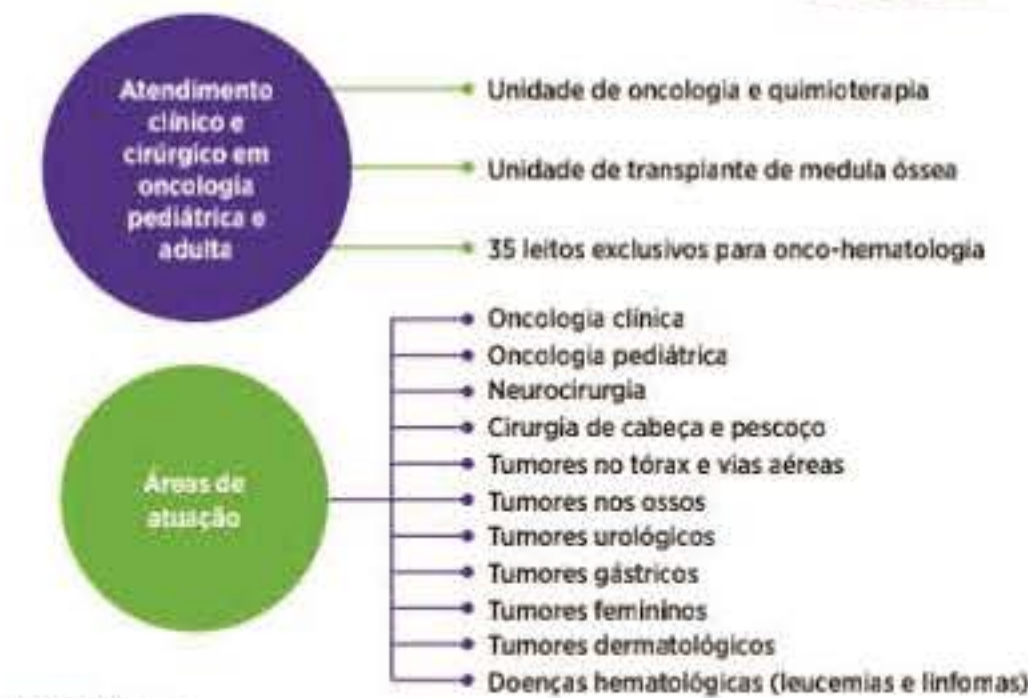 Atendimento
clínico e
cirúrgico em
oncologia
pediátrica e
adulta
Unidade de oncologia e quimioterapia
Unidade de transplante de medula óssea
35 leitos exclusivos para onco-hematologia
Áreas de
atuação
Oncologia clínica
Oncologia pediátrica
Neurocirurgia
Cirurgia de cabeça e pescoço
Tumores no tórax e vias aéreas
Tumores nos ossos
Tumores urológicos
Tumores gástricos
Tumores femininos
Tumores dermatológicos
Doenças hematológicas (leucemias e linfomas)